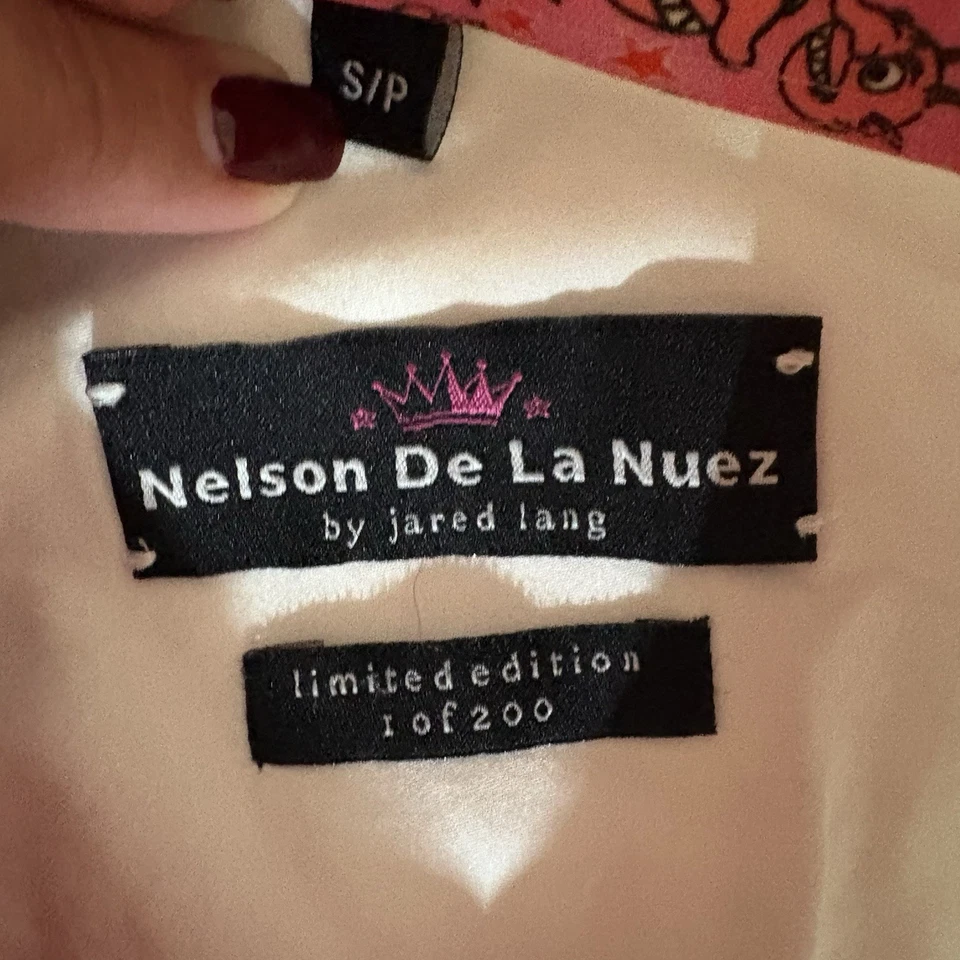 S/P
Nelson De La Nuez
by jared lang
limited edition
1 of 200